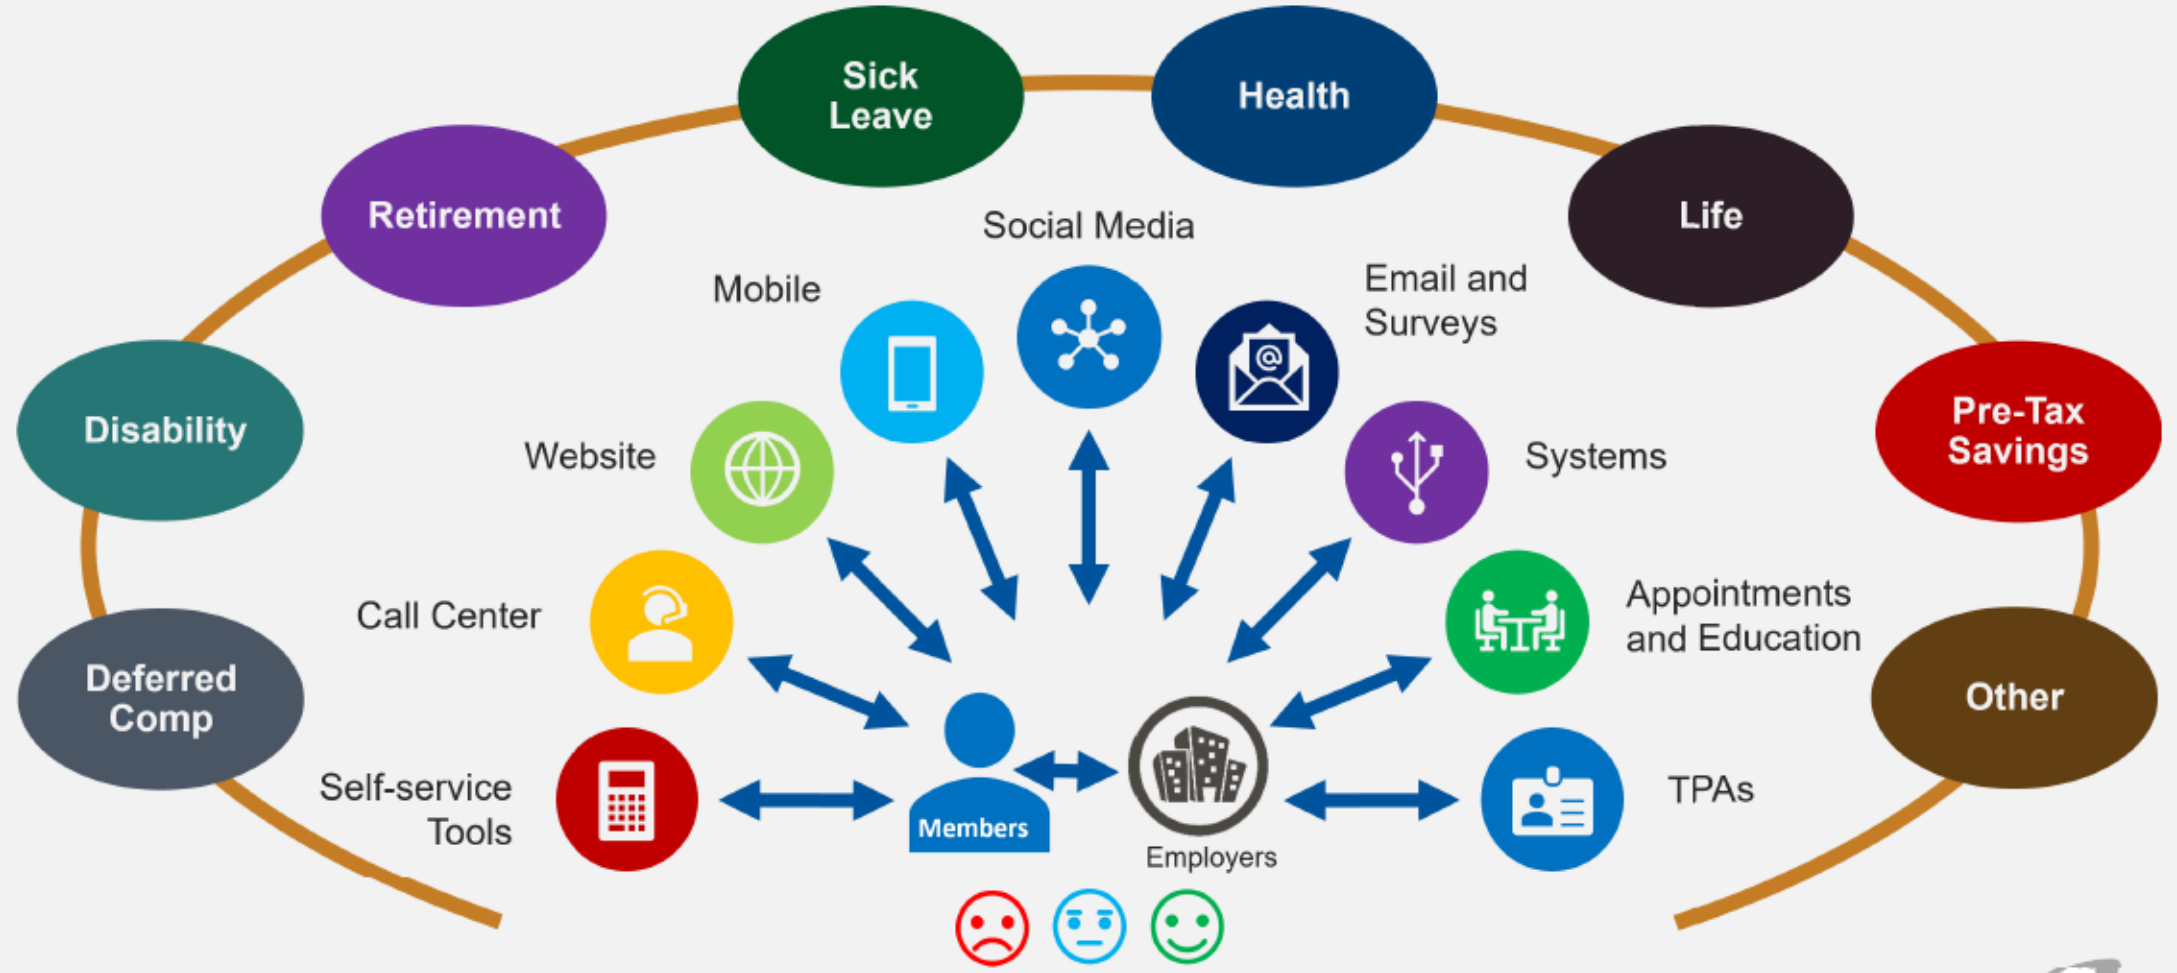 Sick
Leave
Health
Retirement
Life
Social Media
Mobile
Email and
Surveys
Disability
Pre-Tax
Savings
Website
Systems
Call Center
Appointments
and Education
Deferred
Comp
Other
Self-service
Tools
TPAs
Members
Employers
@